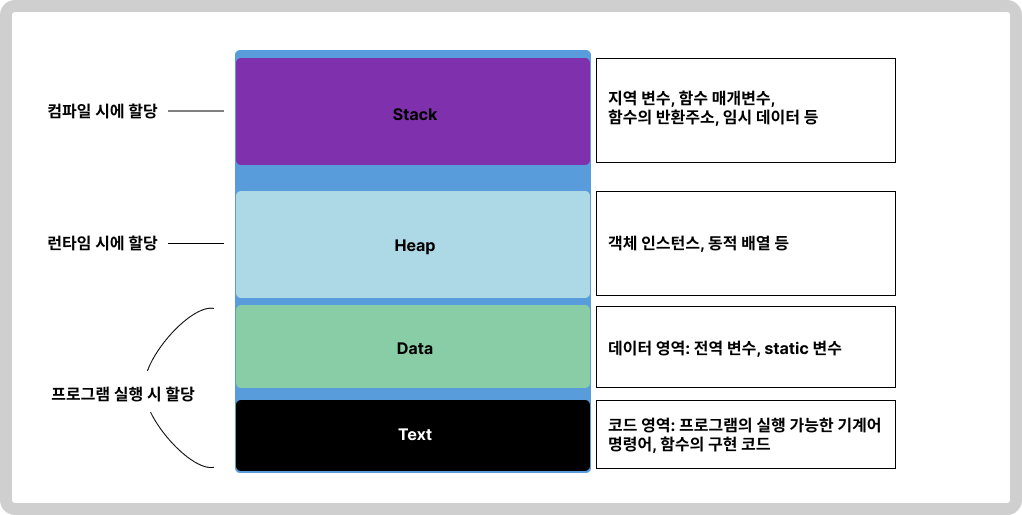 컴파일 시에 할당
Stack
지역 변수, 함수 매개변수,
함수의 반환주소, 임시 데이터 등
런타임 시에 할당
Heap
객체 인스턴스, 동적 배열 등
프로그램 실행 시 할당
Data
데이터 영역: 전역 변수, static 변수
Text
코드 영역: 프로그램의 실행 가능한 기계어
명령어, 함수의 구현 코드